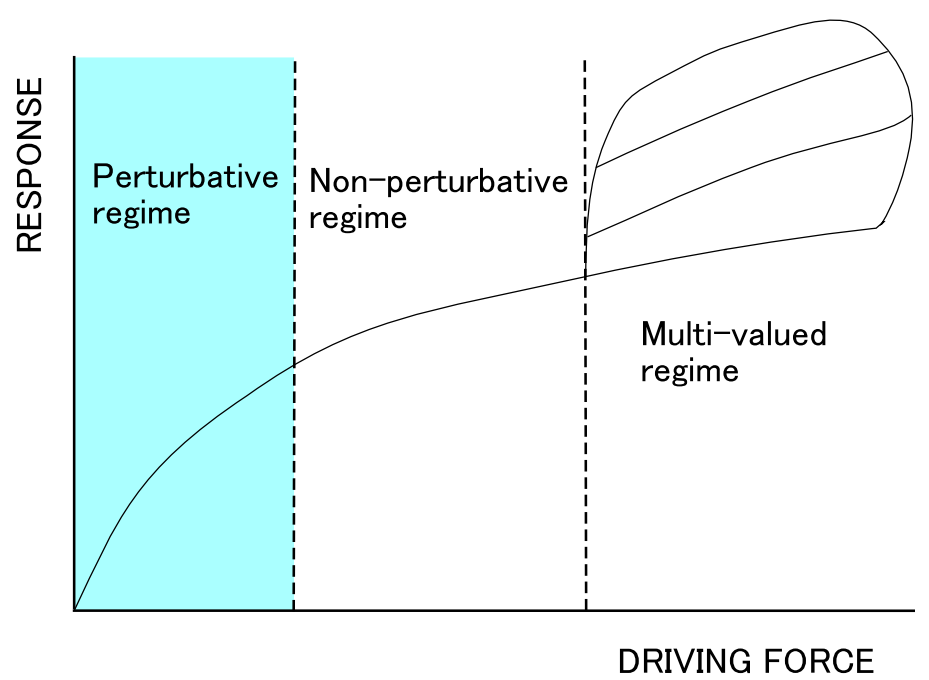 RESPONSE
Perturbative
regime
Non-perturbative
regime
Multi-valued
regime
DRIVING FORCE